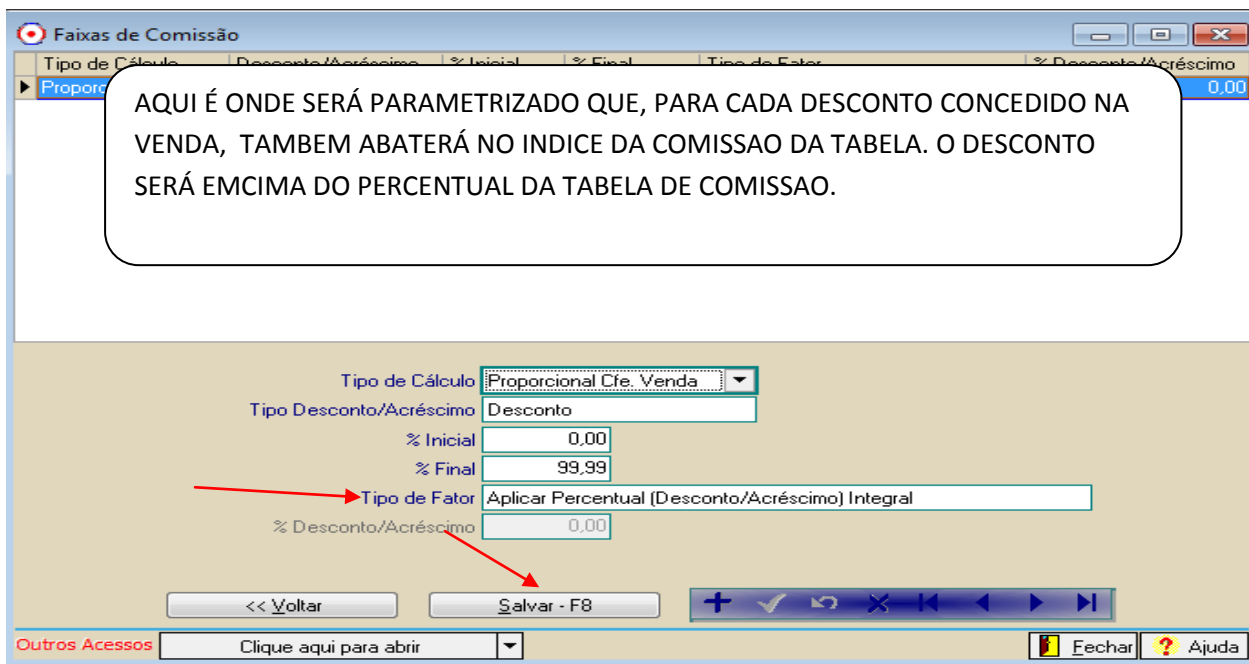 Faixas de Comissão
Tipo de Cálculo Desconto/Acréscimo % Inicial % Final Tipo de Fator % Desconto/Acréscimo
0,00
AQUI É ONDE SERÁ PARAMETRIZADO QUE, PARA CADA DESCONTO CONCEDIDO NA
VENDA, TAMBEM ABATERÁ NO INDICE DA COMISSAO DA TABELA. O DESCONTO
SERÁ EMCIMA DO PERCENTUAL DA TABELA DE COMISSAO.
Tipo de Cálculo Proporcional Cfe. Venda
Tipo Desconto/Acréscimo Desconto
% Inicial 0,00
% Final 99,99
Tipo de Fator Aplicar Percentual (Desconto/Acréscimo) Integral
% Desconto/Acréscimo 0,00
<< Voltar Salvar - F8
Outros Acessos Clique aqui para abrir Fechar ? Ajuda